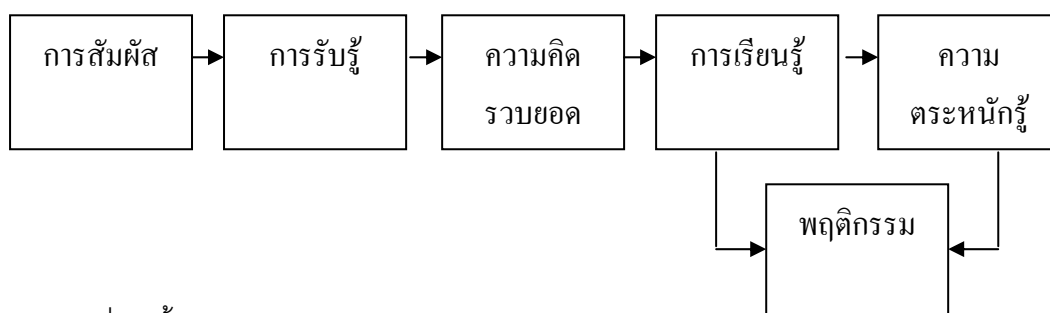 การสัมผัส
การรับรู้
ความคิด
รวบยอด
การเรียนรู้
ความ
ตระหนักรู้
พฤติกรรม